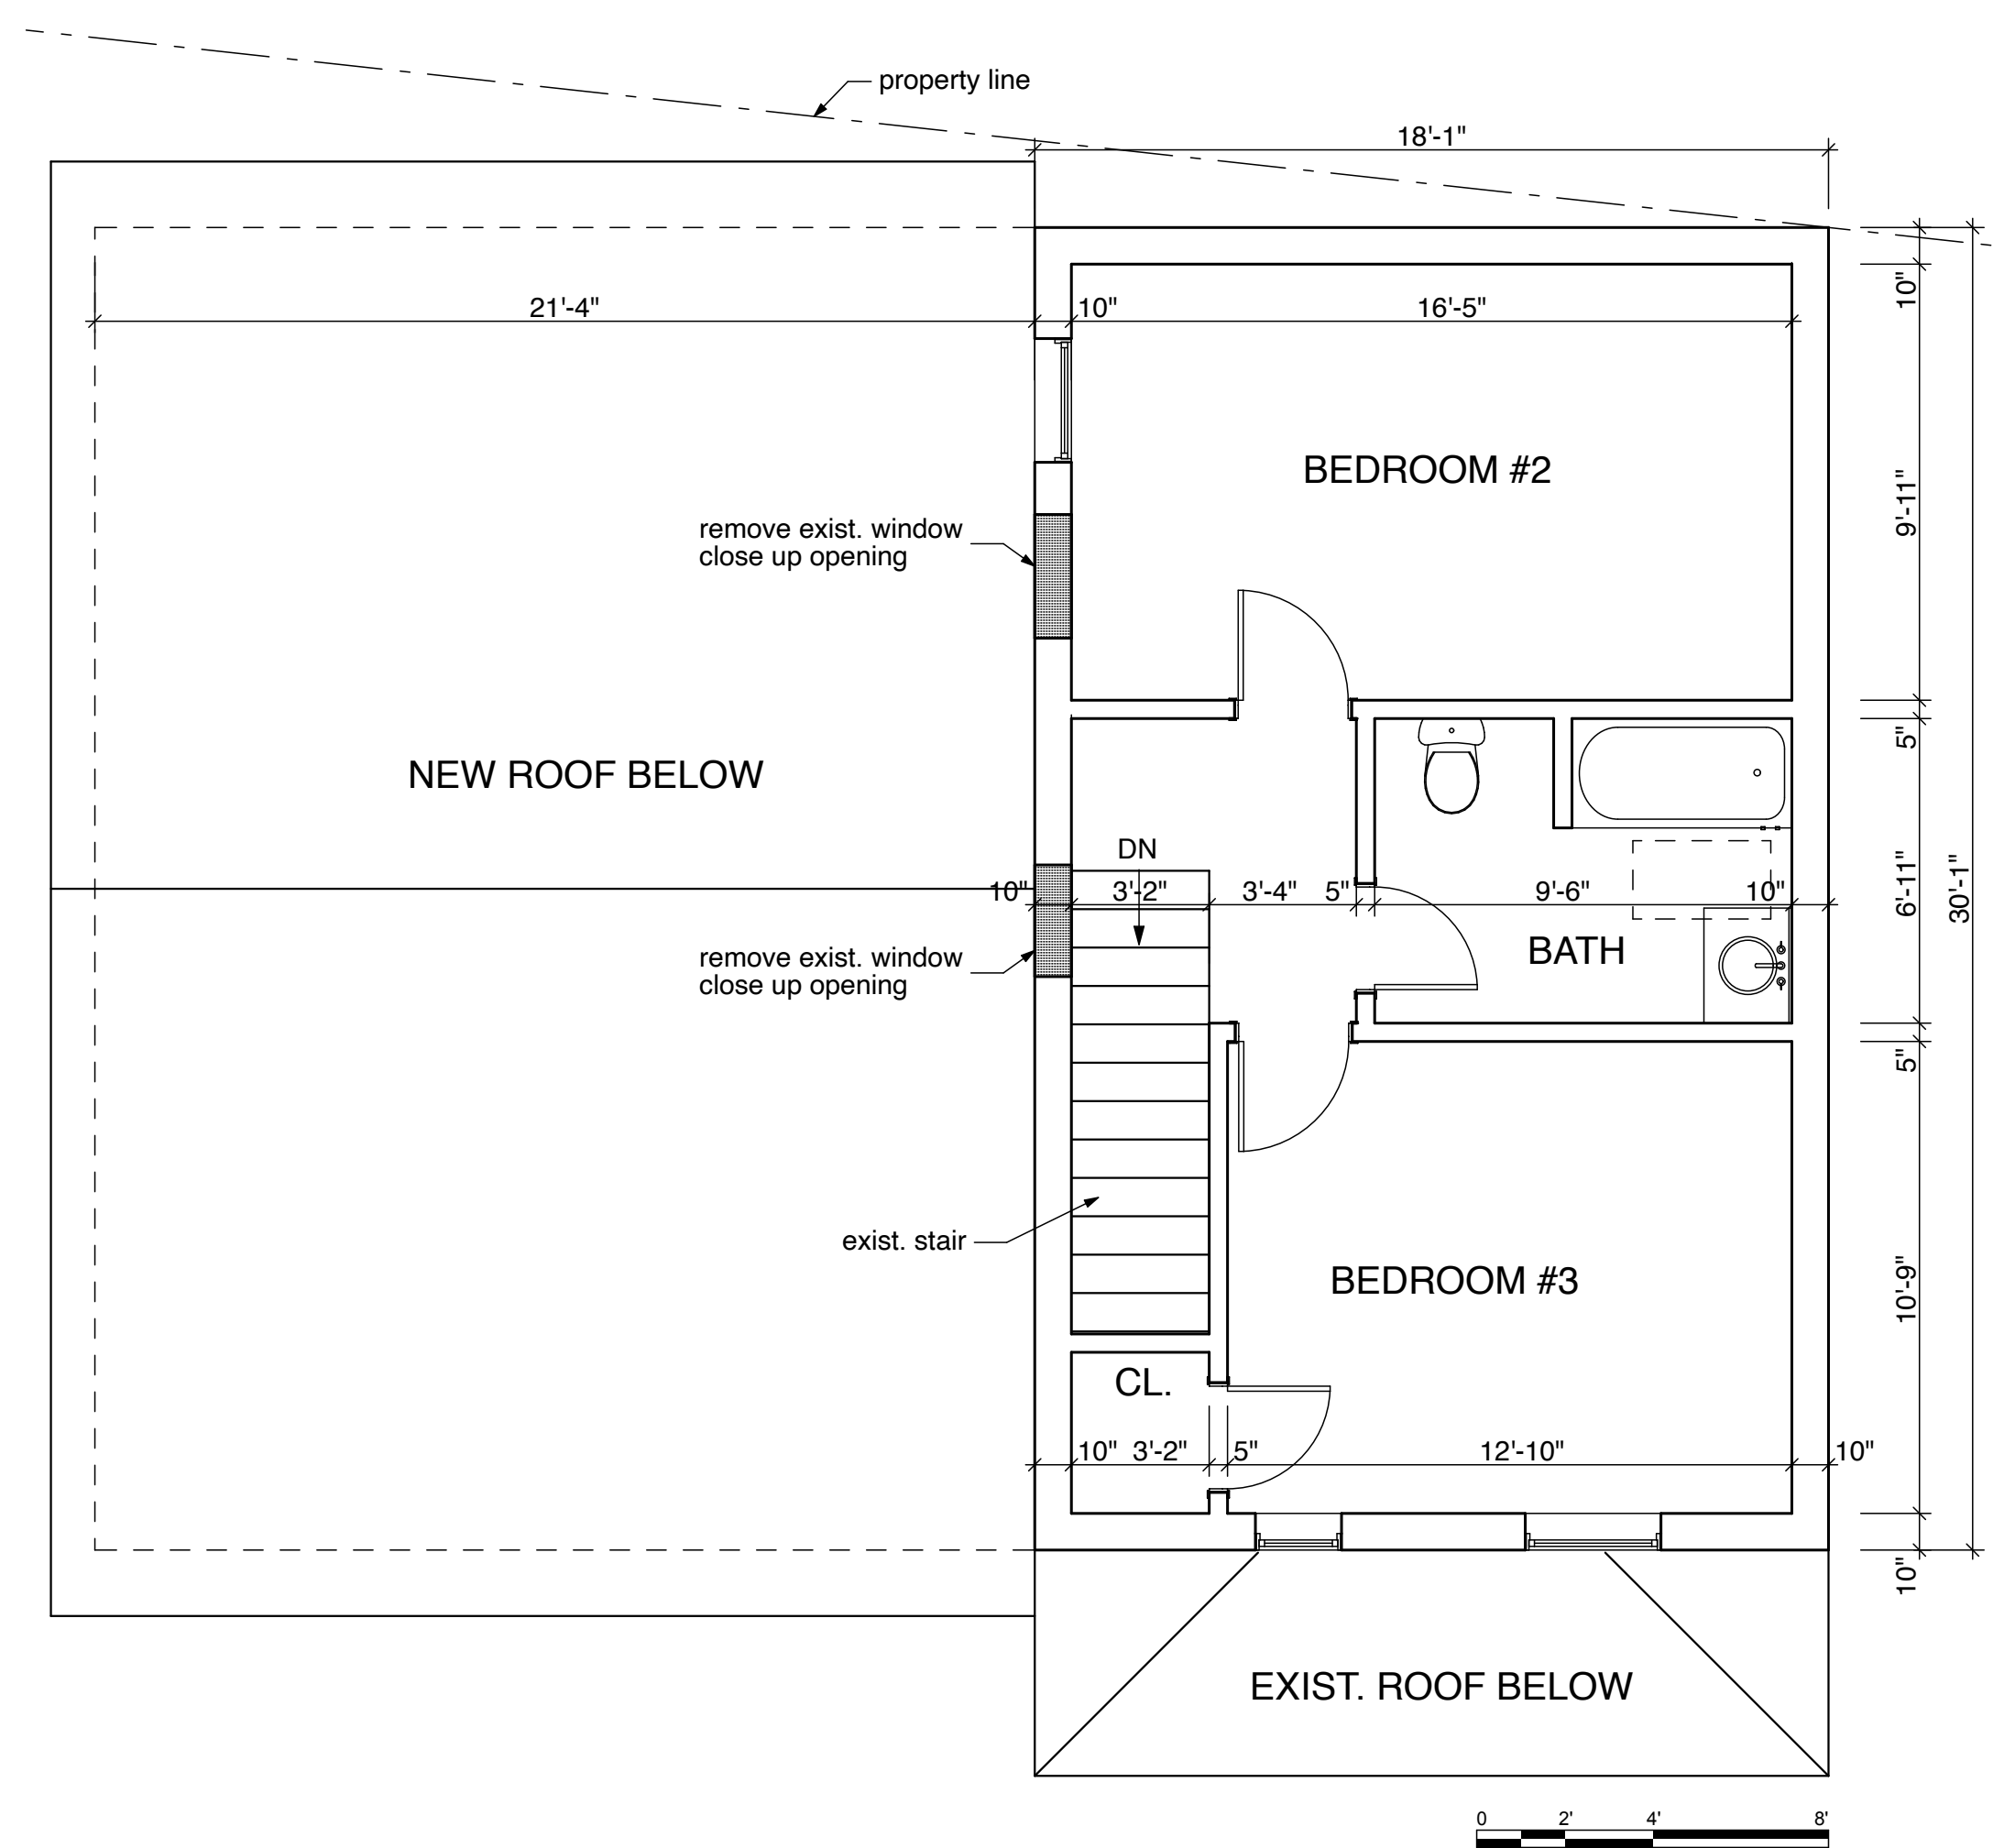 property line
18'-1"
21'-4"
10"
16'-5"
10"
BEDROOM #2
9'-11"
remove exist. window
close up opening
5"
NEW ROOF BELOW
DN
10"
3'-2"
3'-4"
5"
9'-6"
10"
6'-11"
30'-1"
BATH
remove exist. window
close up opening
5"
exist. stair
BEDROOM #3
10'-9"
CL.
10"
3'-2"
5"
12'-10"
10"
10"
EXIST. ROOF BELOW
0
2'
4'
8'